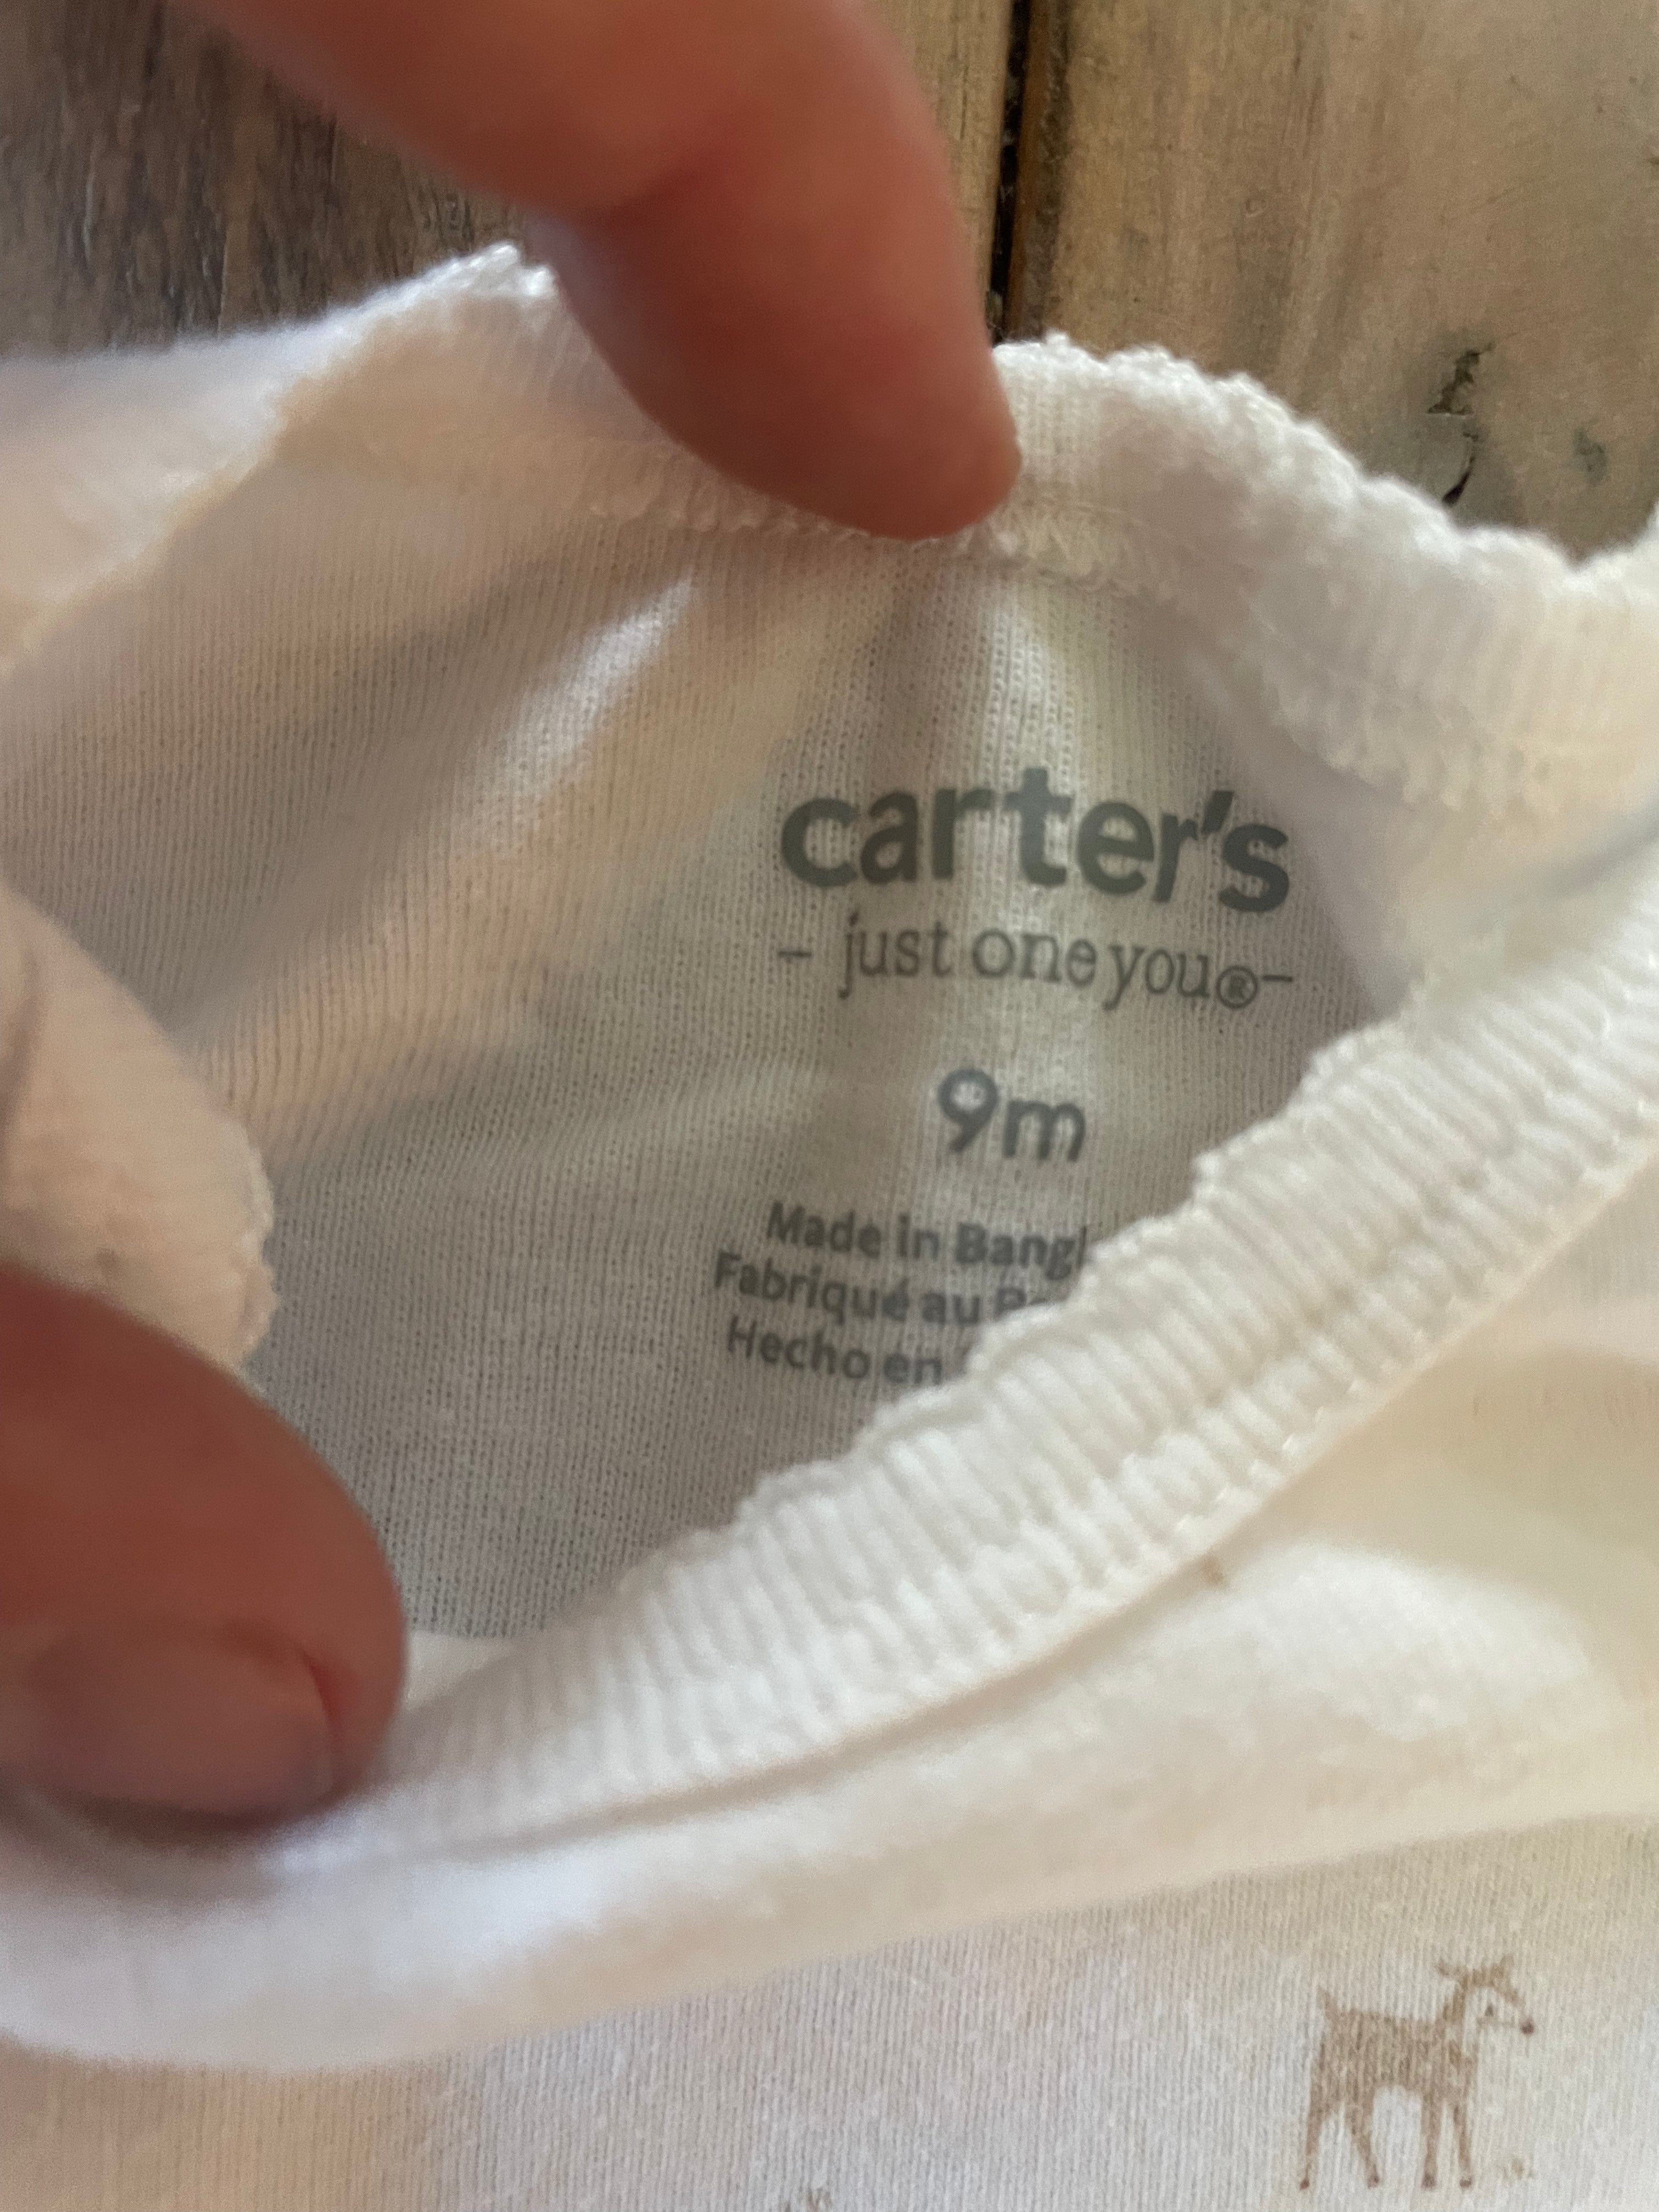 carter's
- just one you® -
9m
Made in Bangl
Fabriqué au
Hecho en